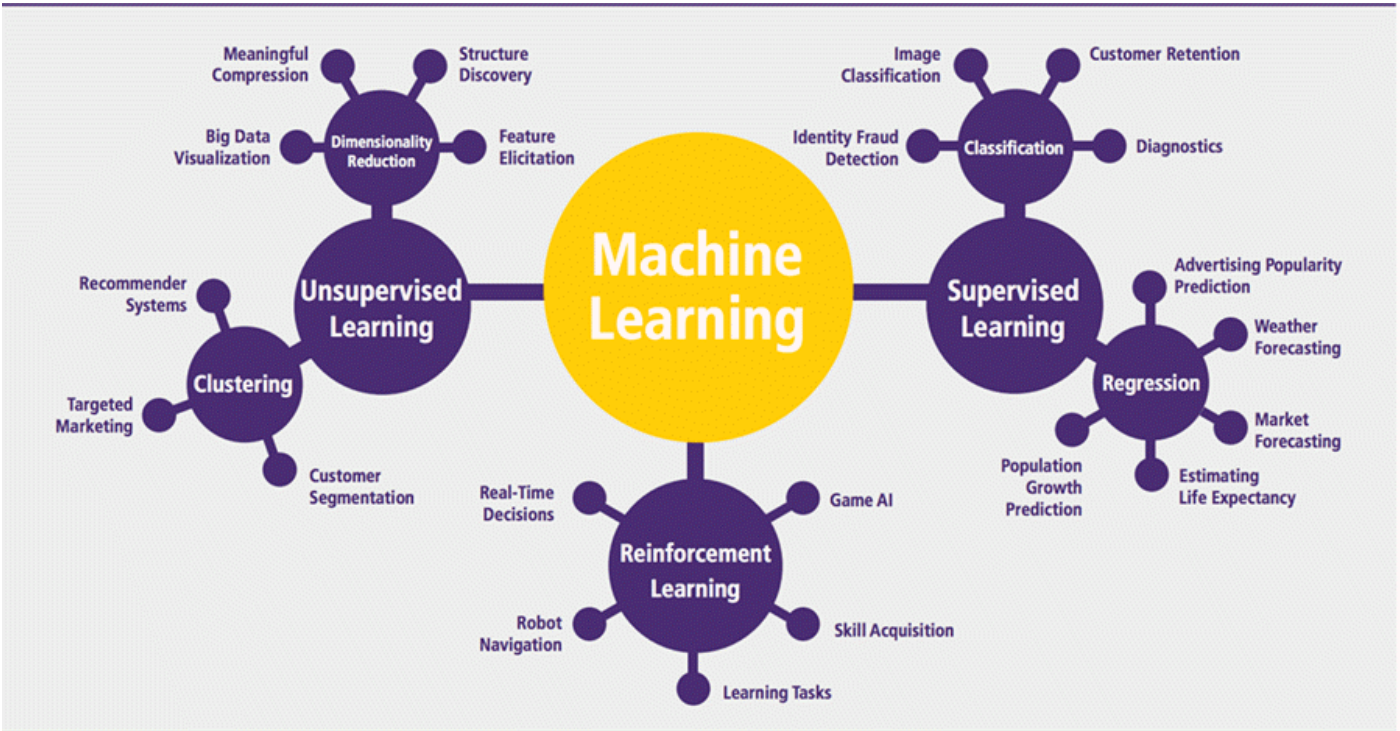 Meaningful
Compression
Structure
Discovery
Big Data
Visualization
Dimensionality
Reduction
Feature
Elicitation
Recommender
Systems
Unsupervised
Learning
Clustering
Targeted
Marketing
Customer
Segmentation
Machine
Learning
Image
Classification
Customer Retention
Identity Fraud
Detection
Classification
Diagnostics
Supervised
Learning
Advertising Popularity
Prediction
Weather
Forecasting
Regression
Market
Forecasting
Population
Growth
Prediction
Estimating
Life Expectancy
Real-Time
Decisions
Game AI
Reinforcement
Learning
Robot
Navigation
Skill Acquisition
Learning Tasks